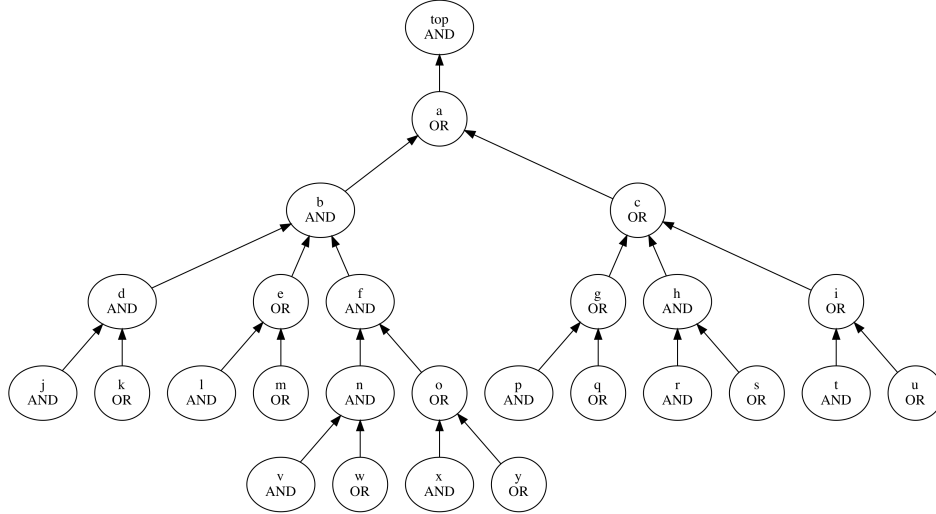 top
AND
a
OR
b
AND
c
OR
d
AND
e
OR
f
AND
g
OR
h
AND
i
OR
j
AND
k
OR
l
AND
m
OR
n
AND
o
OR
p
AND
q
OR
r
AND
s
OR
t
AND
u
OR
v
AND
w
OR
x
AND
y
OR